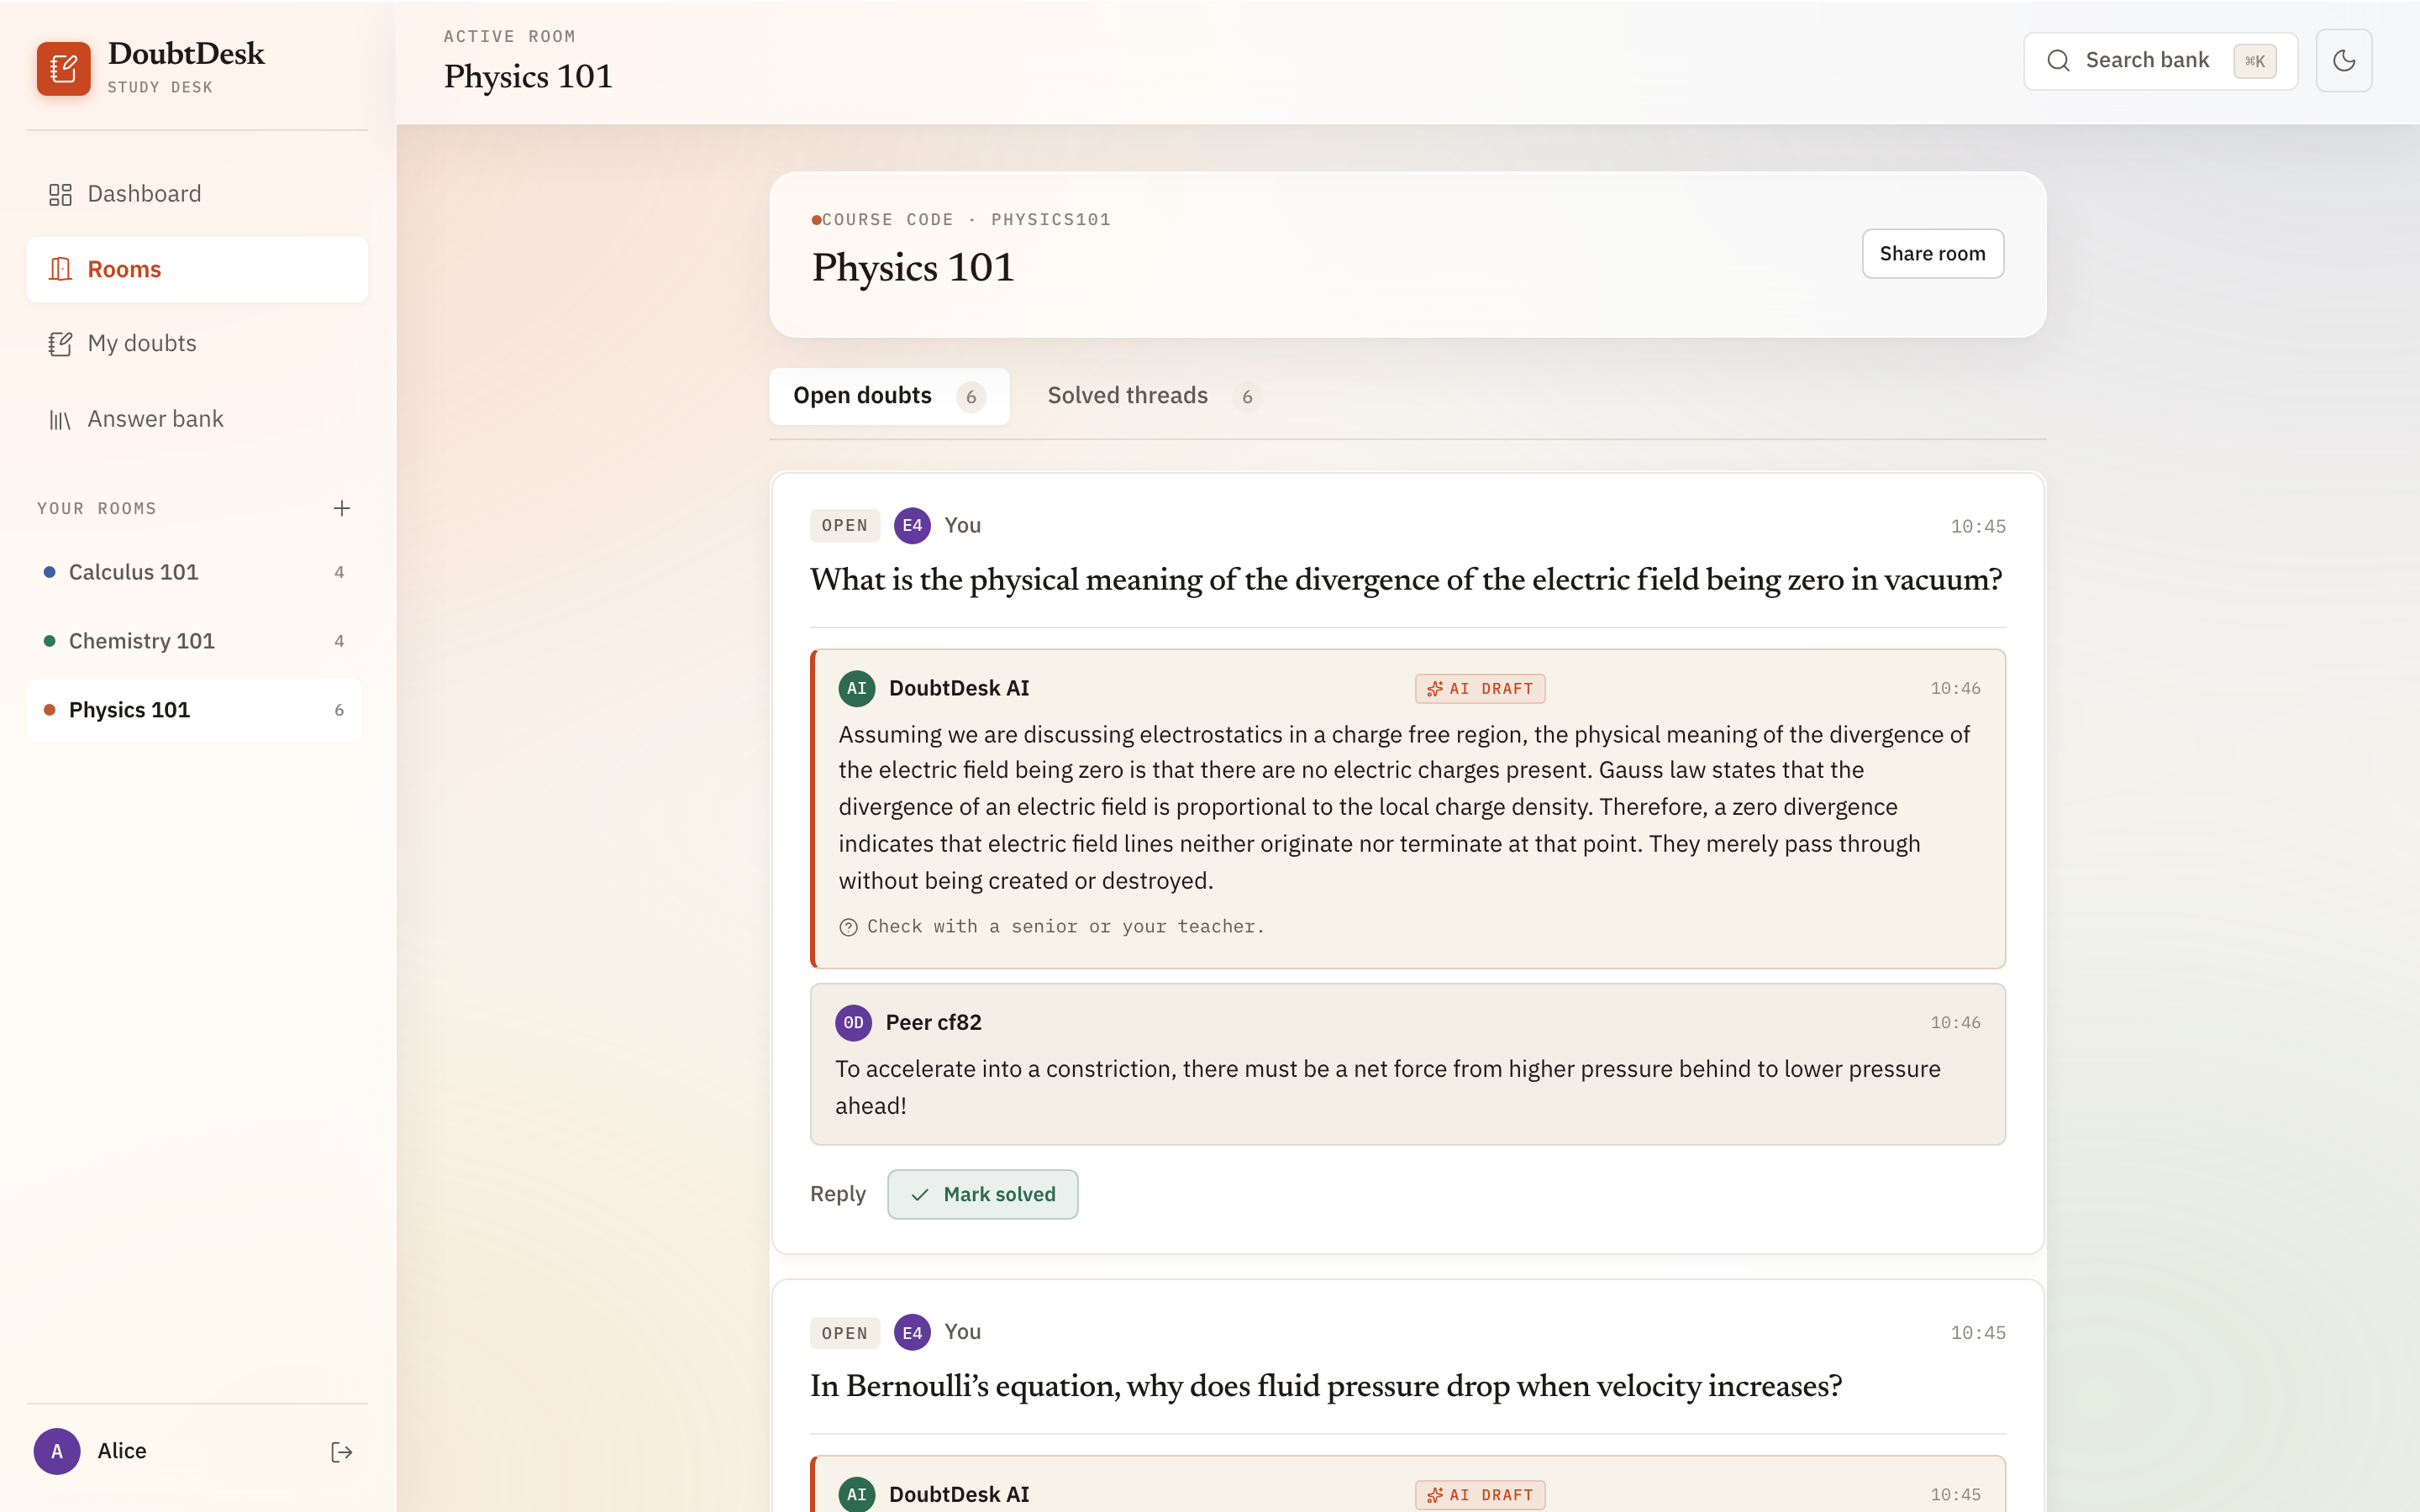 DoubtDesk
STUDY DESK
Dashboard
Rooms
My doubts
Answer bank
YOUR ROOMS
Calculus 101 4
Chemistry 101 4
Physics 101 6
A Alice
ACTIVE ROOM
Physics 101
Search bank ⌘K
COURSE CODE · PHYSICS101
Physics 101
Share room
Open doubts 6 Solved threads 6
OPEN E4 You 10:45
What is the physical meaning of the divergence of the electric field being zero in vacuum?
AI DoubtDesk AI AI DRAFT 10:46
Assuming we are discussing electrostatics in a charge free region, the physical meaning of the divergence of
the electric field being zero is that there are no electric charges present. Gauss law states that the
divergence of an electric field is proportional to the local charge density. Therefore, a zero divergence
indicates that electric field lines neither originate nor terminate at that point. They merely pass through
without being created or destroyed.
Check with a senior or your teacher.
0D Peer cf82 10:46
To accelerate into a constriction, there must be a net force from higher pressure behind to lower pressure
ahead!
Reply Mark solved
OPEN E4 You 10:45
In Bernoulli’s equation, why does fluid pressure drop when velocity increases?
AI DoubtDesk AI AI DRAFT 10:45